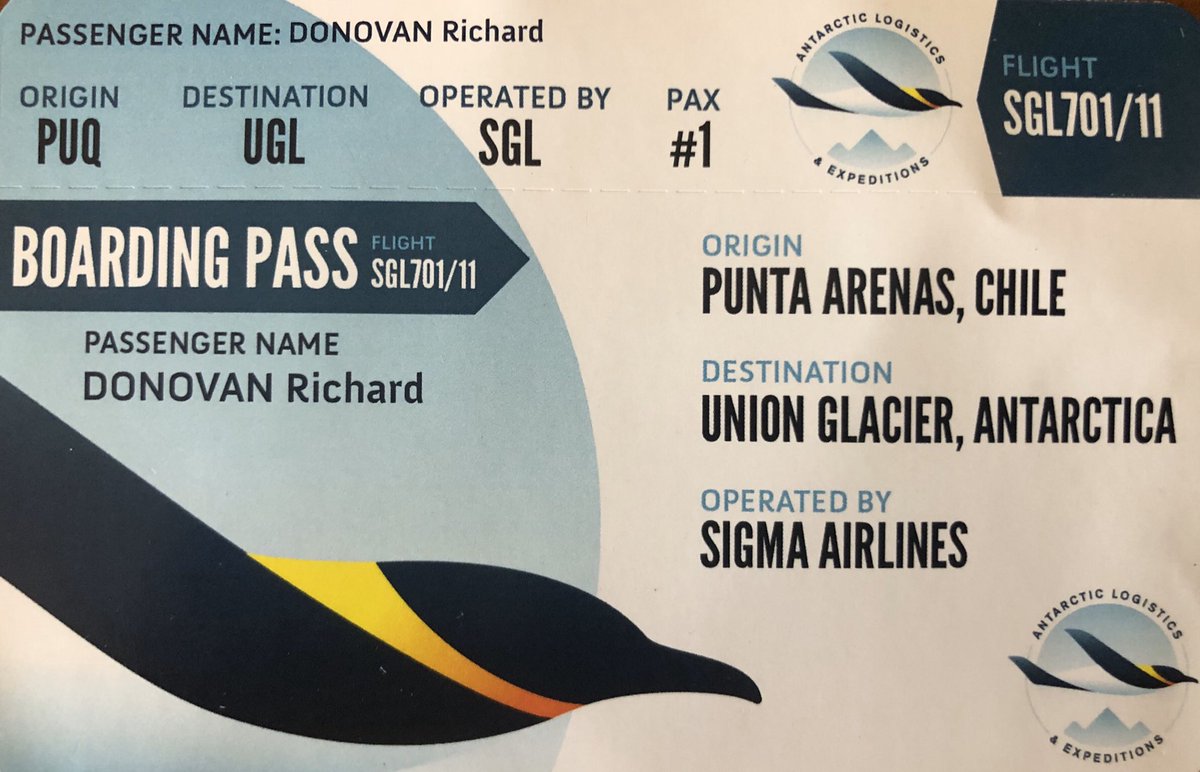 PASSENGER NAME: DONOVAN Richard
ORIGIN DESTINATION OPERATED BY PAX
PUQ UGL SGL #1
ANTARCTIC LOGISTICS
& EXPEDITIONS
FLIGHT
SGL701/11
BOARDING PASS
FLIGHT
SGL701/11
PASSENGER NAME
DONOVAN Richard
ORIGIN
PUNTA ARENAS, CHILE
DESTINATION
UNION GLACIER, ANTARCTICA
OPERATED BY
SIGMA AIRLINES
ANTARCTIC LOGISTICS
& EXPEDITIONS